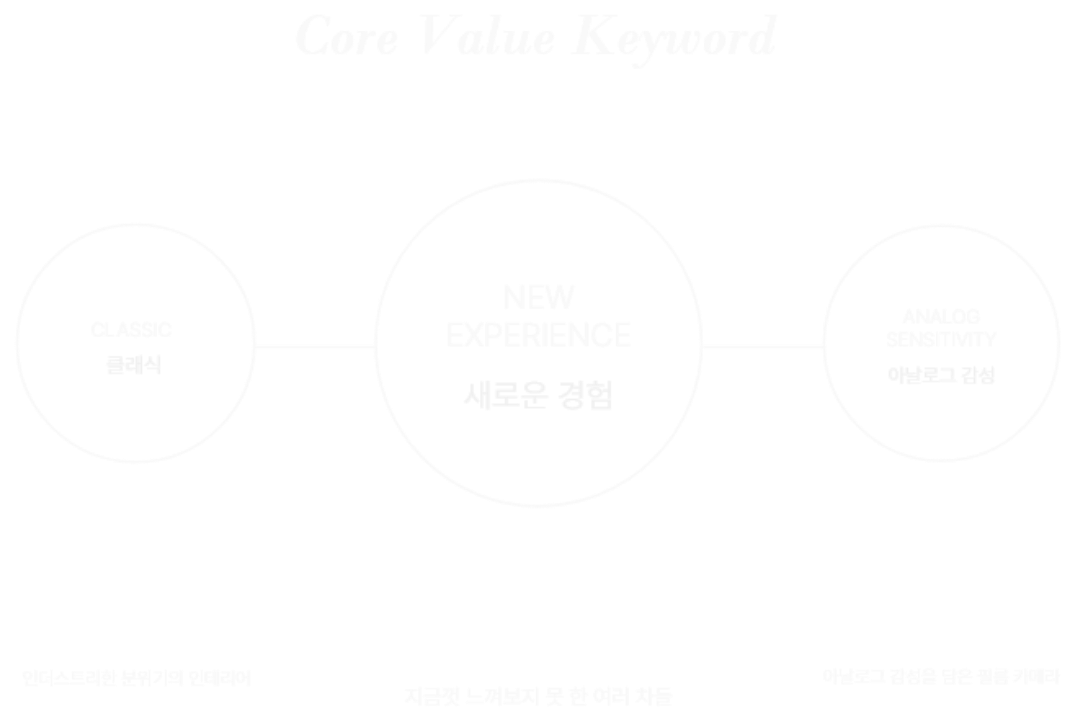 Core Value Keyword
CLASSIC
클래식
NEW
EXPERIENCE
새로운 경험
ANALOG
SENSITIVITY
아날로그 감성
인더스트리얼 분위기의 인테리어
지금껏 느껴보지 못 한 여러 차들
아날로그 감성을 담은 필름 카메라